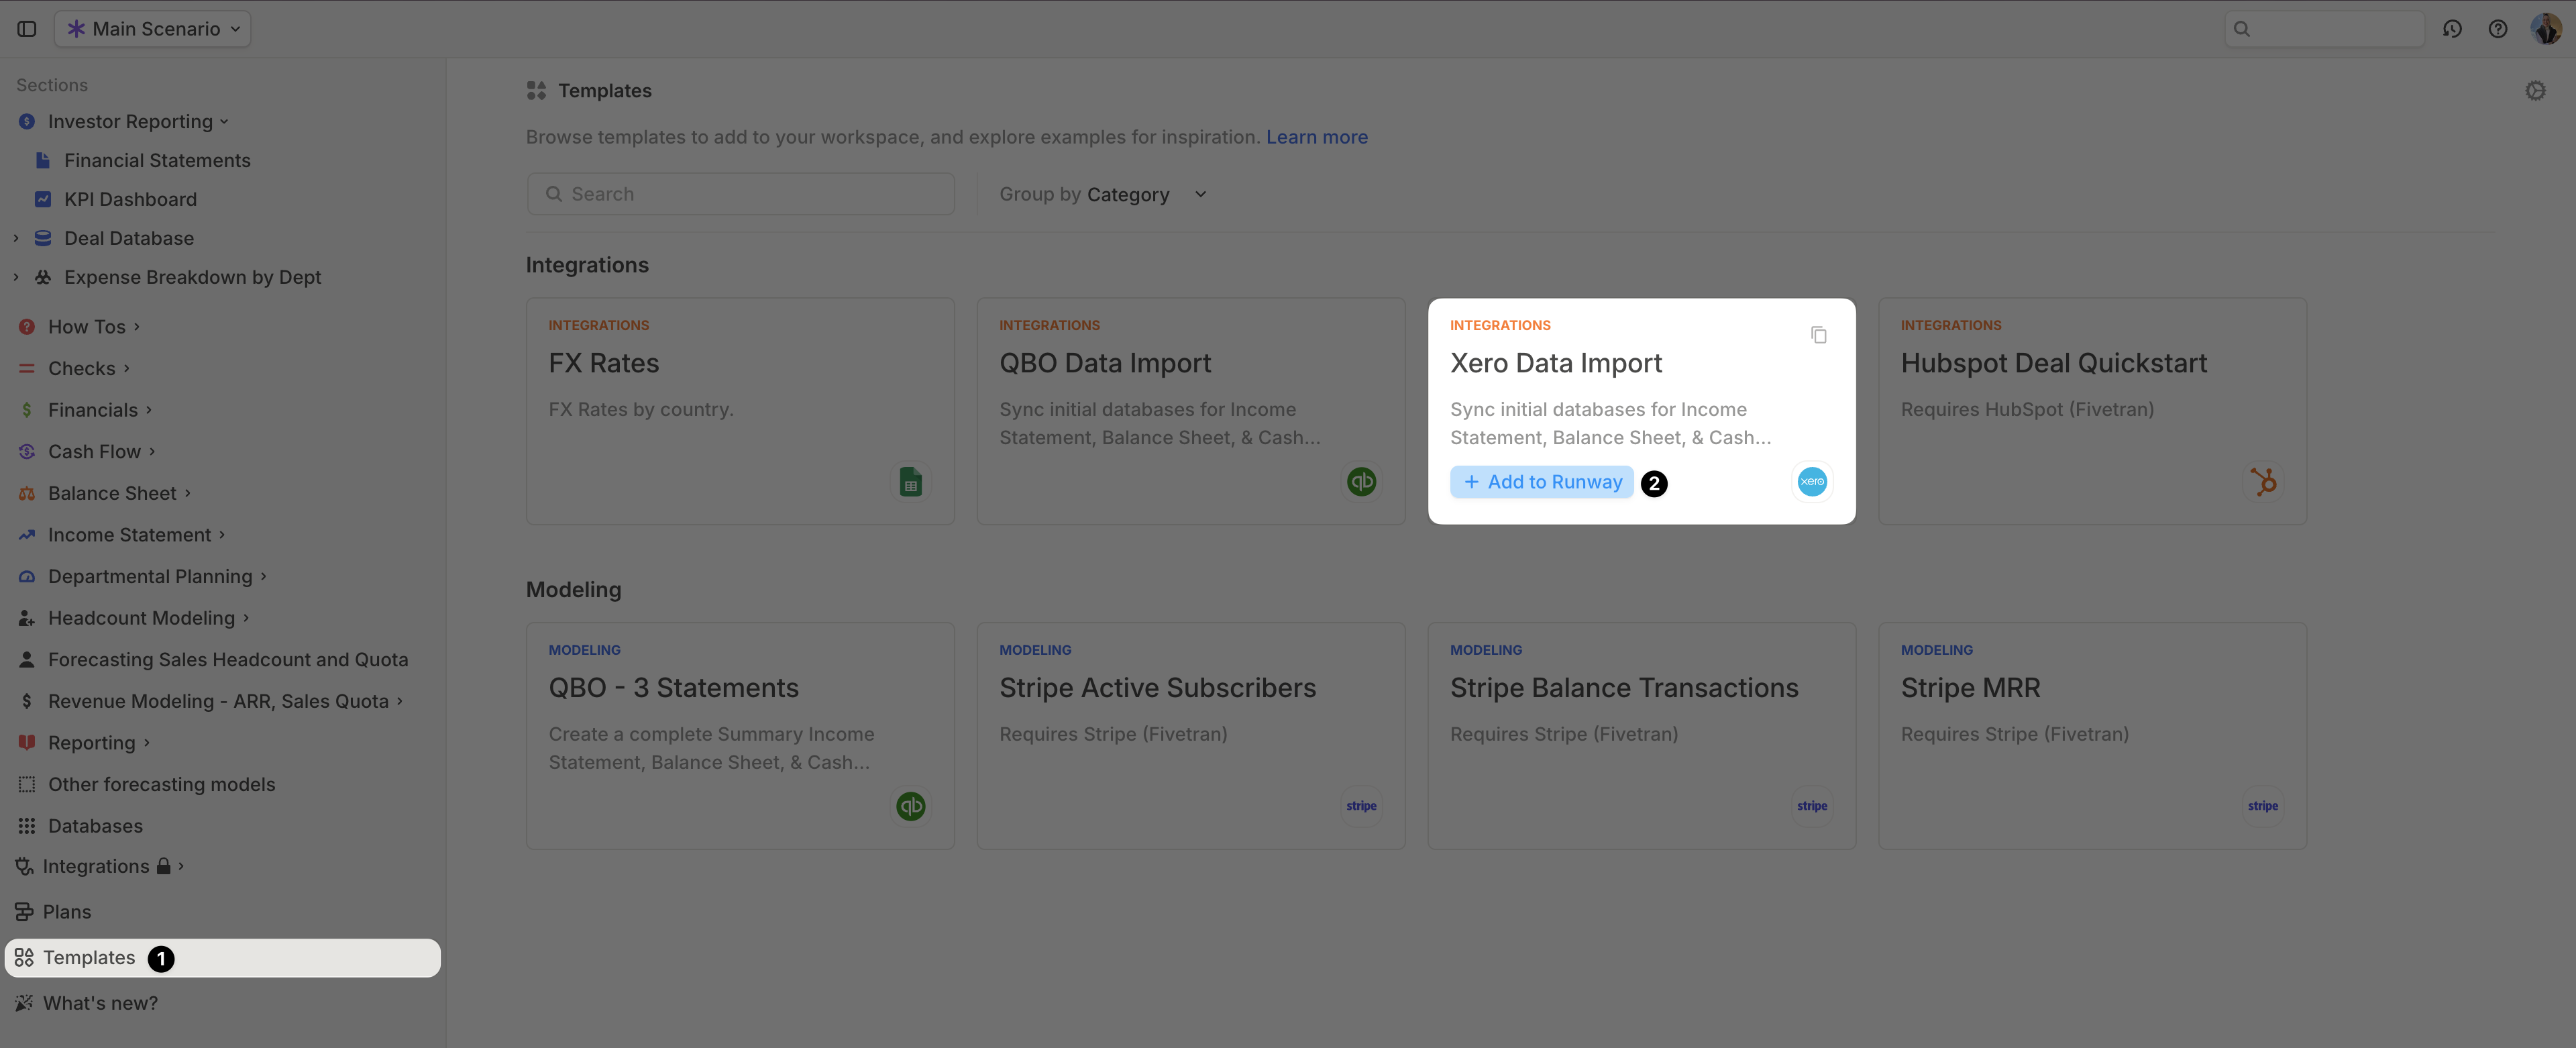 Main Scenario
Sections
Investor Reporting
Financial Statements
KPI Dashboard
Deal Database
Expense Breakdown by Dept
How Tos
Checks
Financials
Cash Flow
Balance Sheet
Income Statement
Departmental Planning
Headcount Modeling
Forecasting Sales Headcount and Quota
Revenue Modeling - ARR, Sales Quota
Reporting
Other forecasting models
Databases
Integrations
Plans
Templates 1
What's new?
Templates
Browse templates to add to your workspace, and explore examples for inspiration. Learn more
Search
Group by Category
Integrations
INTEGRATIONS
FX Rates
FX Rates by country.
INTEGRATIONS
QBO Data Import
Sync initial databases for Income
Statement, Balance Sheet, & Cash...
qb
INTEGRATIONS
Xero Data Import
Sync initial databases for Income
Statement, Balance Sheet, & Cash...
+ Add to Runway 2
xero
INTEGRATIONS
Hubspot Deal Quickstart
Requires HubSpot (Fivetran)
Modeling
MODELING
QBO - 3 Statements
Create a complete Summary Income
Statement, Balance Sheet, & Cash...
qb
MODELING
Stripe Active Subscribers
Requires Stripe (Fivetran)
stripe
MODELING
Stripe Balance Transactions
Requires Stripe (Fivetran)
stripe
MODELING
Stripe MRR
Requires Stripe (Fivetran)
stripe